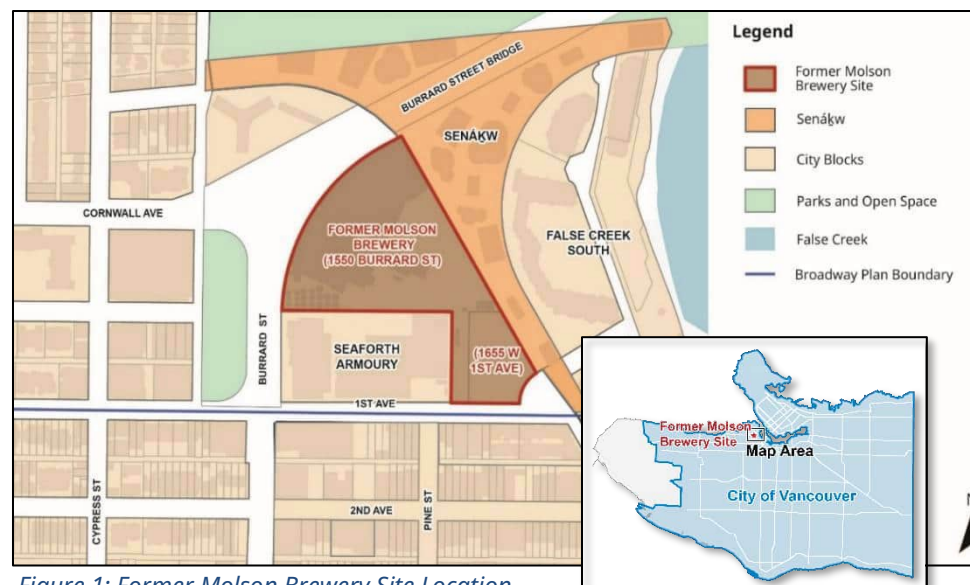 Legend
Former Molson
Brewery Site
Senáḵw
City Blocks
Parks and Open Space
False Creek
Broadway Plan Boundary
BURRARD STREET BRIDGE
SENÁḴW
CORNWALL AVE
FORMER MOLSON
BREWERY
(1550 BURRARD ST)
FALSE CREEK
SOUTH
BURRARD ST
SEAFORTH
ARMOURY
(1655 W
1ST AVE)
1ST AVE
CYPRESS ST
PINE ST
2ND AVE
Former Molson
Brewery Site
Map Area
City of Vancouver
N
Figure 1: Former Molson Brewery Site Location